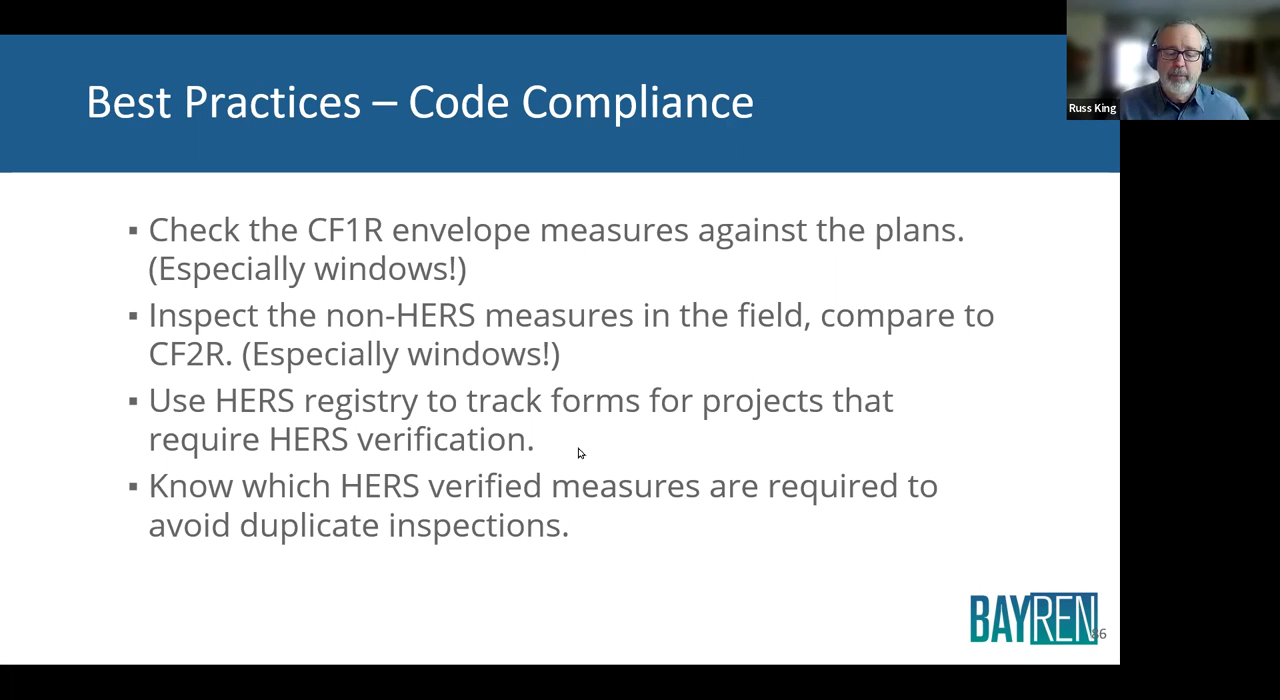 Best Practices – Code Compliance
Russ King
▪ Check the CF1R envelope measures against the plans.
(Especially windows!)
▪ Inspect the non-HERS measures in the field, compare to
CF2R. (Especially windows!)
▪ Use HERS registry to track forms for projects that
require HERS verification.
▪ Know which HERS verified measures are required to
avoid duplicate inspections.
BAYREN
86